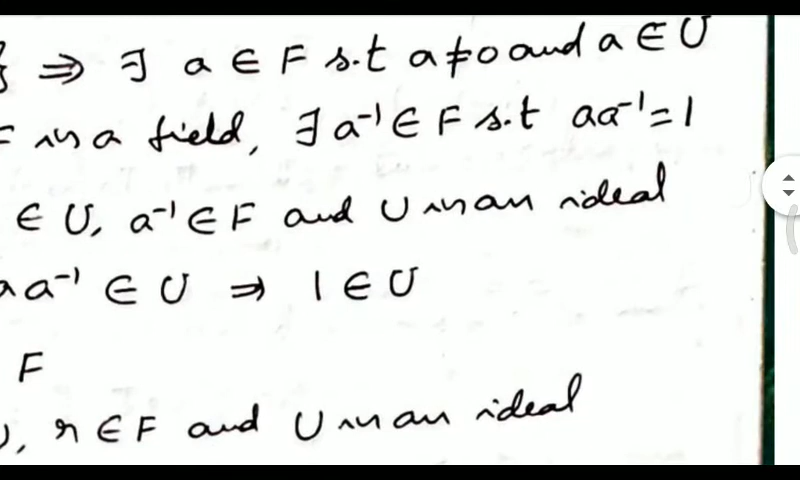 } ⇒ ∃ a ∈ F s.t a ≠ 0 and a ∈ U
F is a field, ∃ a⁻¹ ∈ F s.t aa⁻¹ = 1
∈ U, a⁻¹ ∈ F and U is an ideal
aa⁻¹ ∈ U ⇒ 1 ∈ U
F
U, r ∈ F and U is an ideal